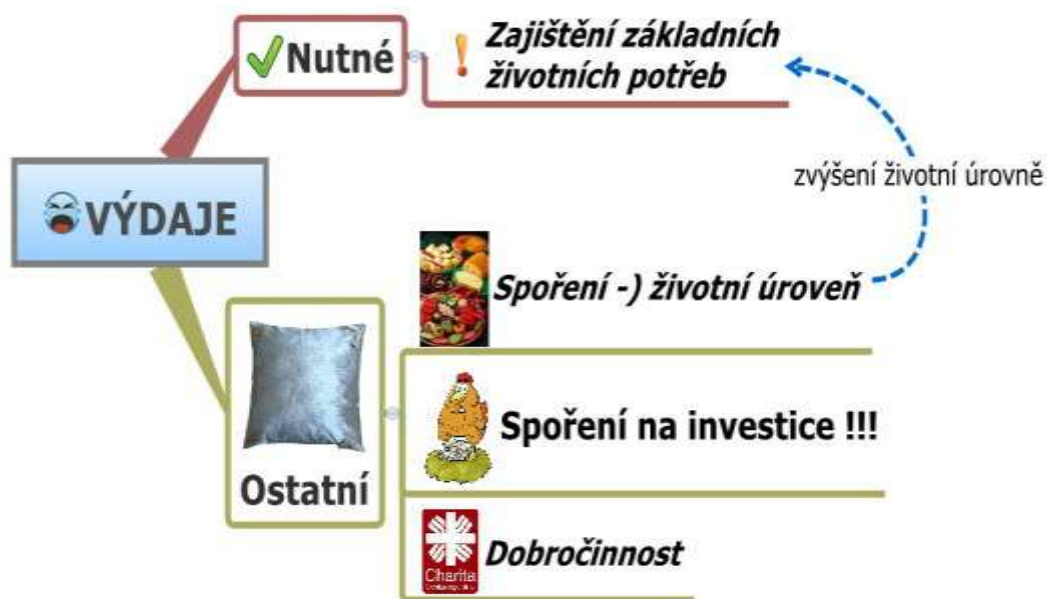 Nutné
Zajištění základních
životních potřeb
zvýšení životní úrovně
VÝDAJE
Spoření -) životní úroveň
Spoření na investice !!!
Ostatní
Dobročinnost
Charita